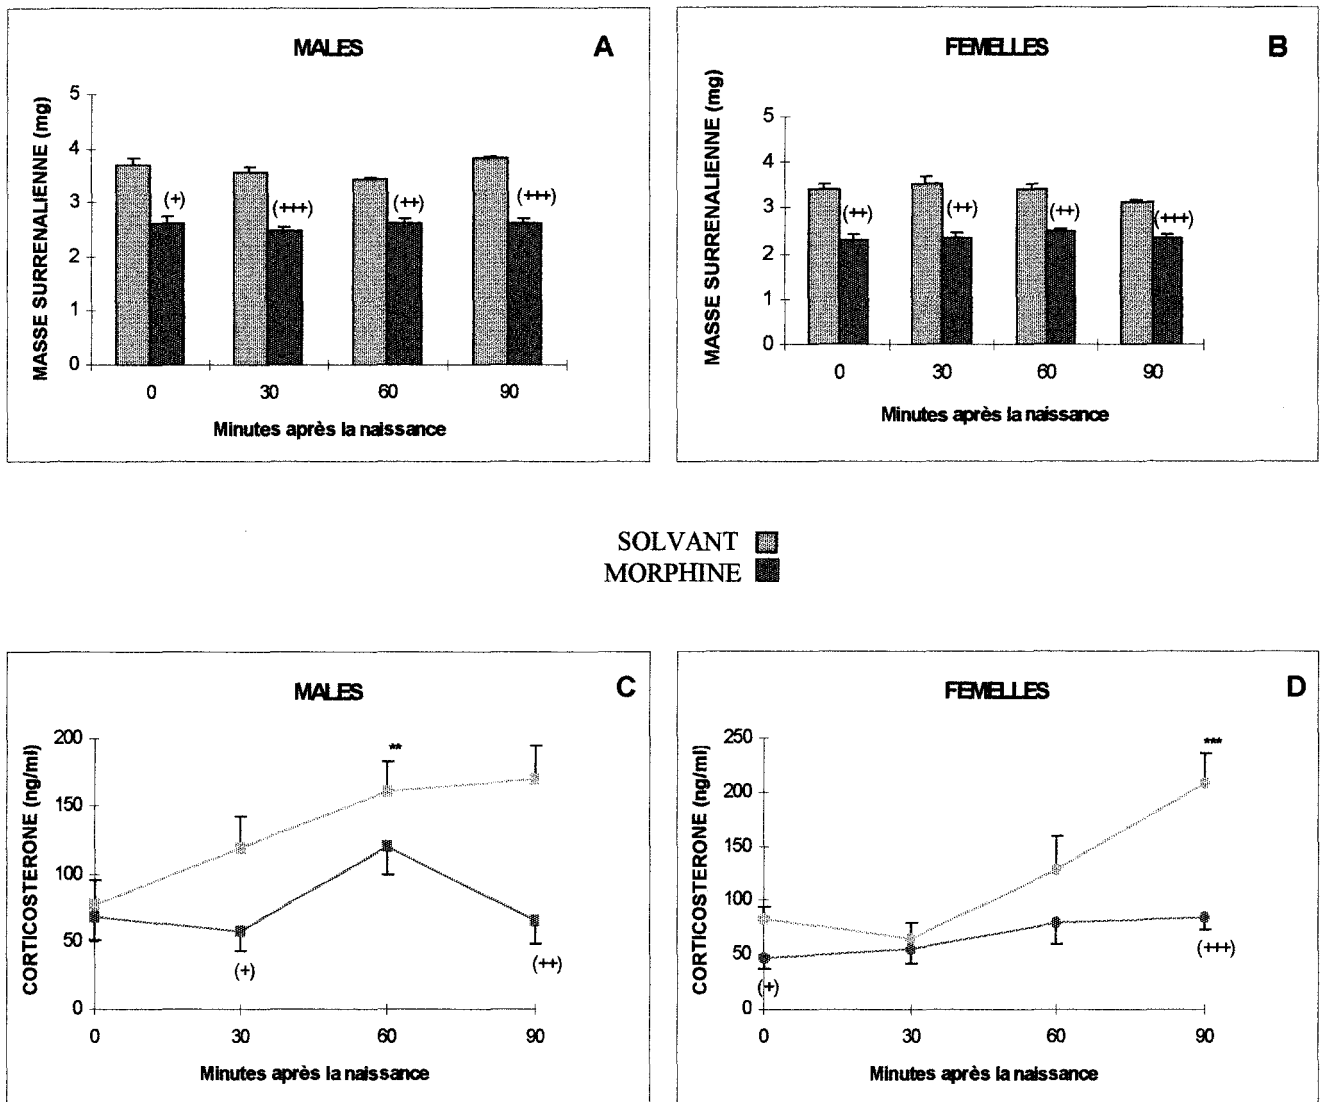 MALES
A
MASSE SURRENALIENNE (mg)
5
4
3
2
1
0
(+)
(+++)
(++)
(+++)
0 30 60 90
Minutes après la naissance
FEMELLES
B
MASSE SURRENALIENNE (mg)
5
4
3
2
1
0
(++)
(++)
(++)
(+++)
0 30 60 90
Minutes après la naissance
SOLVANT
MORPHINE
MALES
C
CORTICOSTERONE (ng/ml)
200
150
100
50
0
**
(+)
(++)
0 30 60 90
Minutes après la naissance
FEMELLES
D
CORTICOSTERONE (ng/ml)
250
200
150
100
50
0
***
(+)
(+++)
0 30 60 90
Minutes après la naissance